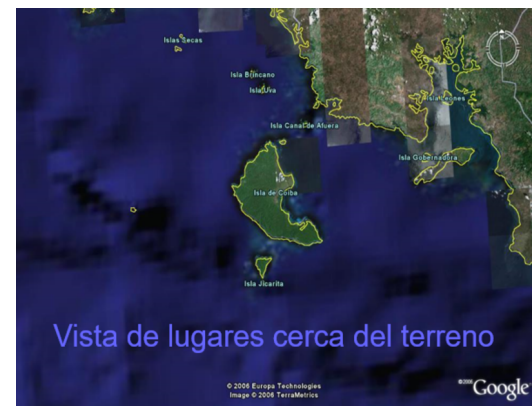 Islas Secas
Isla Brincano
Isla Uva
Isla Canal de Afuera
Isla Gobernadora
Isla de Coiba
Isla Jicarita
Vista de lugares cerca del terreno
© 2006 Europa Technologies
Image © 2006 TerraMetrics
©2006 Google